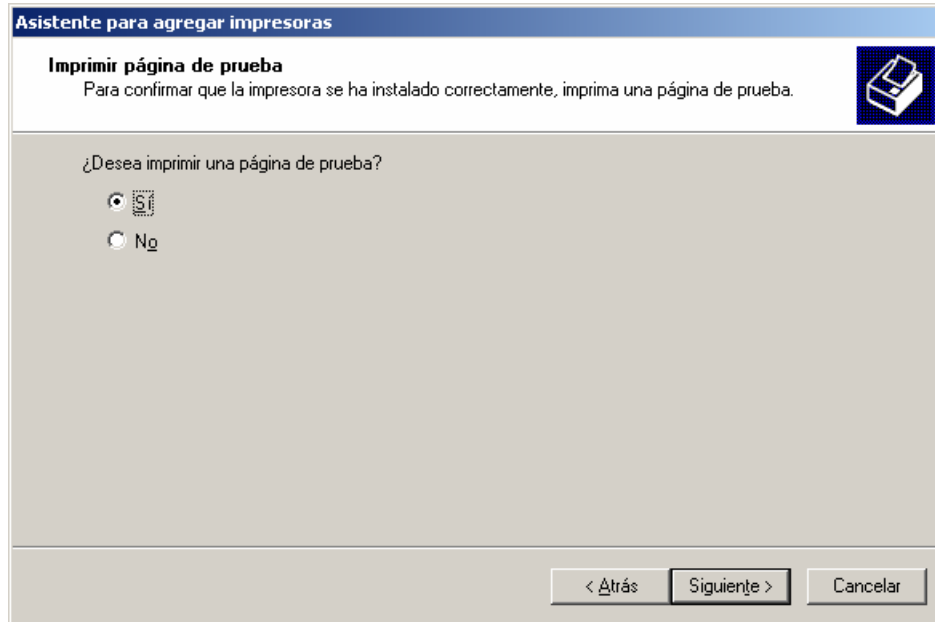 Asistente para agregar impresoras
Imprimir página de prueba
Para confirmar que la impresora se ha instalado correctamente, imprima una página de prueba.
¿Desea imprimir una página de prueba?
Sí
No
< Atrás
Siguiente >
Cancelar